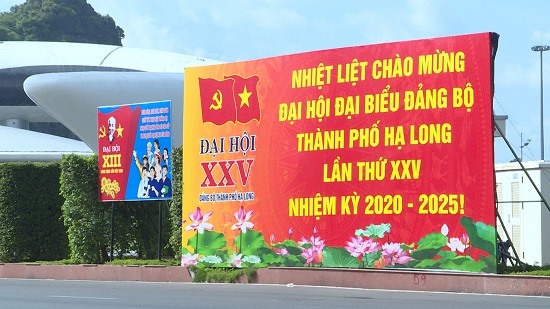 ĐẠI HỘI
XIII
ĐẠI HỘI
XXV
ĐẢNG BỘ THÀNH PHỐ HẠ LONG
NHIỆT LIỆT CHÀO MỪNG
ĐẠI HỘI ĐẠI BIỂU ĐẢNG BỘ
THÀNH PHỐ HẠ LONG
LẦN THỨ XXV
NHIỆM KỲ 2020 - 2025!